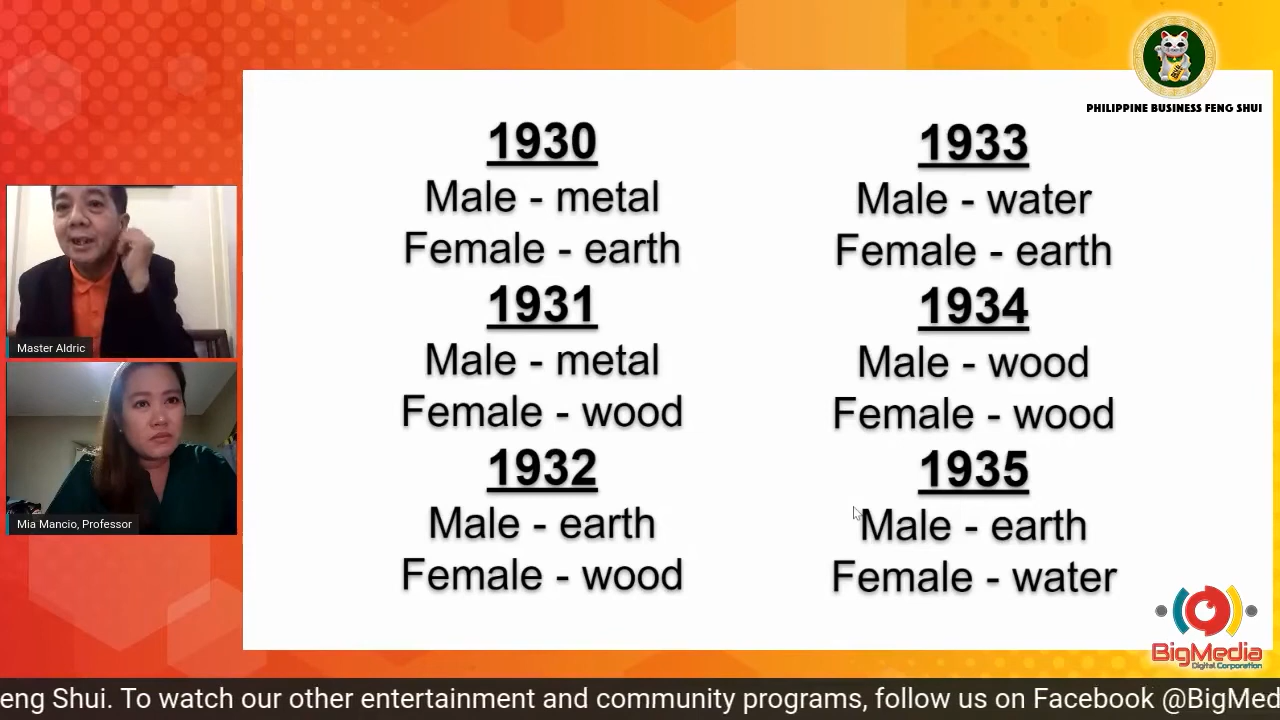 PHILIPPINE BUSINESS FENG SHUI
1930
Male - metal
Female - earth
1931
Male - metal
Female - wood
1932
Male - earth
Female - wood
1933
Male - water
Female - earth
1934
Male - wood
Female - wood
1935
Male - earth
Female - water
Master Aldric
Mia Mancio, Professor
BigMedia
Digital Corporation
eng Shui. To watch our other entertainment and community programs, follow us on Facebook @BigMed